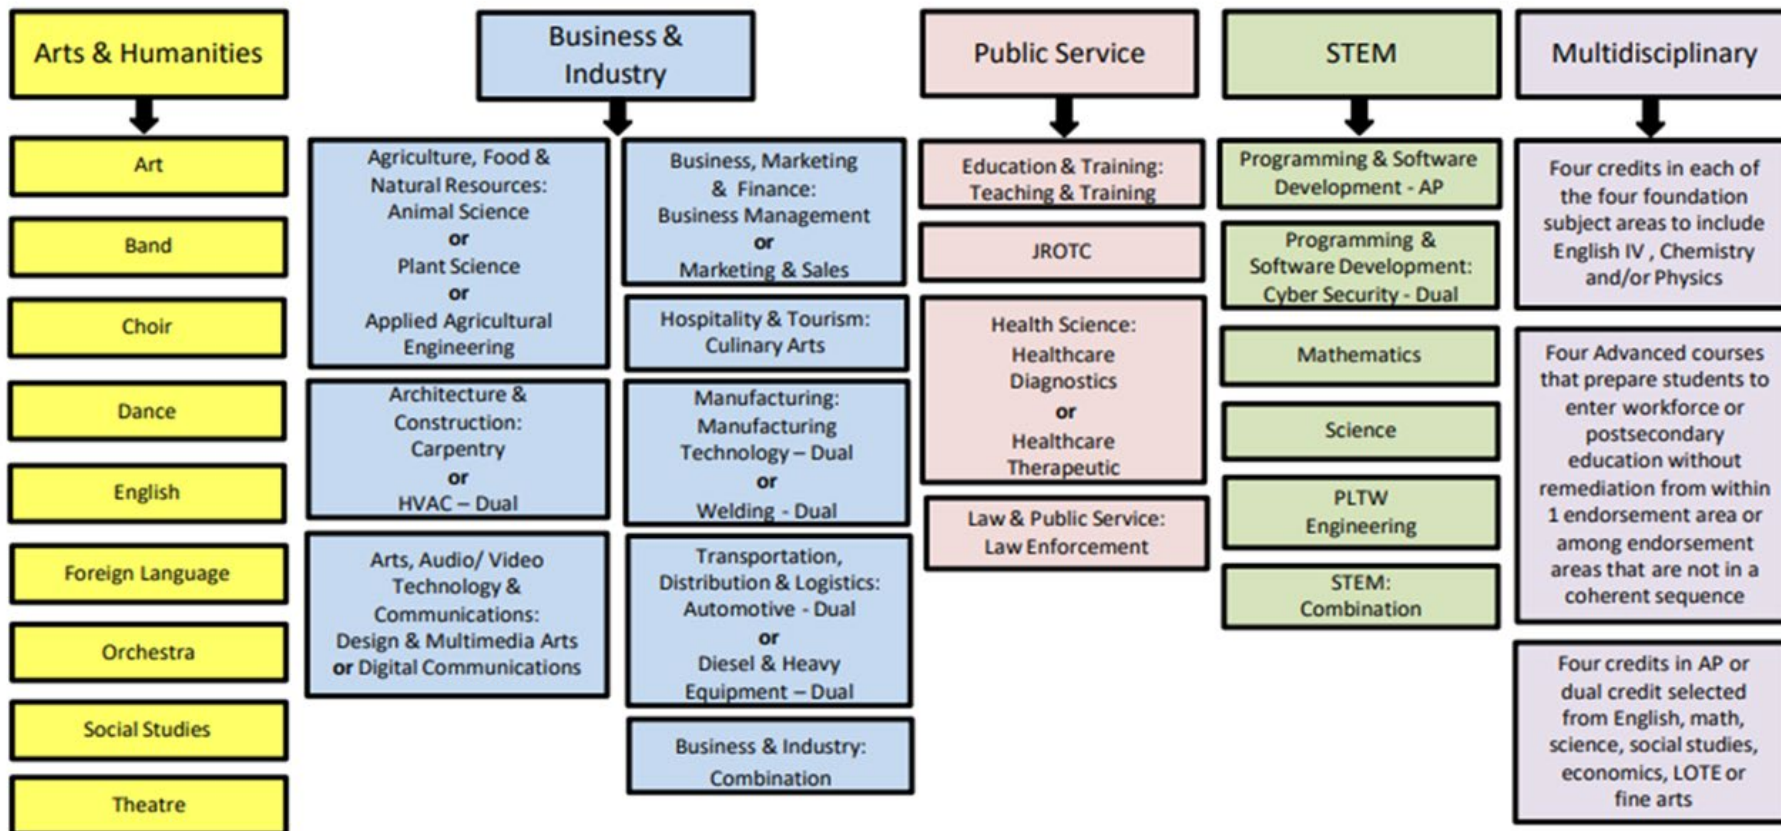 Arts & Humanities
Art
Band
Choir
Dance
English
Foreign Language
Orchestra
Social Studies
Theatre
Business &
Industry
Agriculture, Food &
Natural Resources:
Animal Science
or
Plant Science
or
Applied Agricultural
Engineering
Architecture &
Construction:
Carpentry
or
HVAC – Dual
Arts, Audio/ Video
Technology &
Communications:
Design & Multimedia Arts
or Digital Communications
Business, Marketing
& Finance:
Business Management
or
Marketing & Sales
Hospitality & Tourism:
Culinary Arts
Manufacturing:
Manufacturing
Technology – Dual
or
Welding - Dual
Transportation,
Distribution & Logistics:
Automotive - Dual
or
Diesel & Heavy
Equipment – Dual
Business & Industry:
Combination
Public Service
Education & Training:
Teaching & Training
JROTC
Health Science:
Healthcare
Diagnostics
or
Healthcare
Therapeutic
Law & Public Service:
Law Enforcement
STEM
Programming & Software
Development - AP
Programming &
Software Development:
Cyber Security - Dual
Mathematics
Science
PLTW
Engineering
STEM:
Combination
Multidisciplinary
Four credits in each of
the four foundation
subject areas to include
English IV , Chemistry
and/or Physics
Four Advanced courses
that prepare students to
enter workforce or
postsecondary
education without
remediation from within
1 endorsement area or
among endorsement
areas that are not in a
coherent sequence
Four credits in AP or
dual credit selected
from English, math,
science, social studies,
economics, LOTE or
fine arts